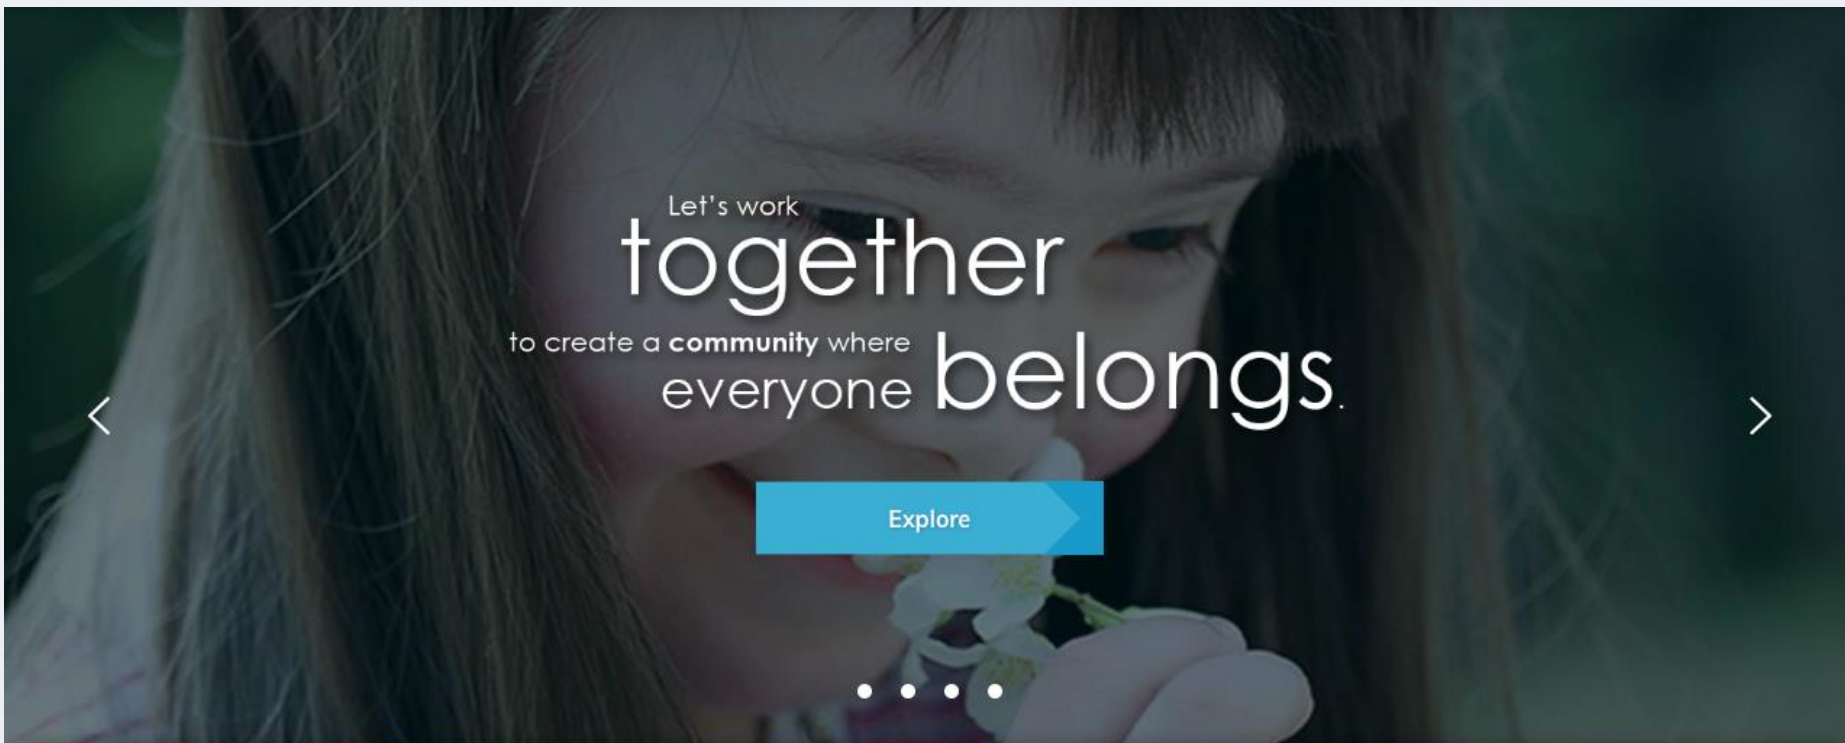 Let's work
together
to create a community where
everyone belongs.
Explore